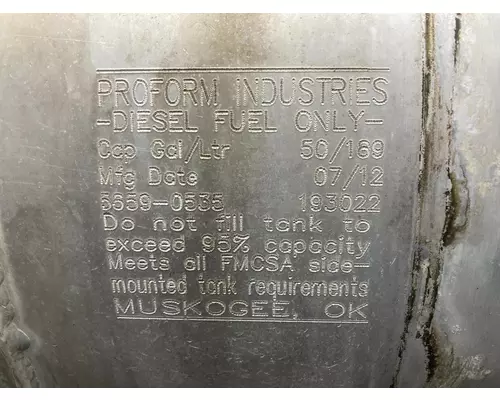 PROFORM INDUSTRIES
-DIESEL FUEL ONLY-
Cap Gal/Ltr 50/189
Mfg Date 07/12
5659-0535 193022
Do not fill tank to
exceed 95% capacity
Meets all FMCSA side-
mounted tank requirements
MUSKOGEE, OK